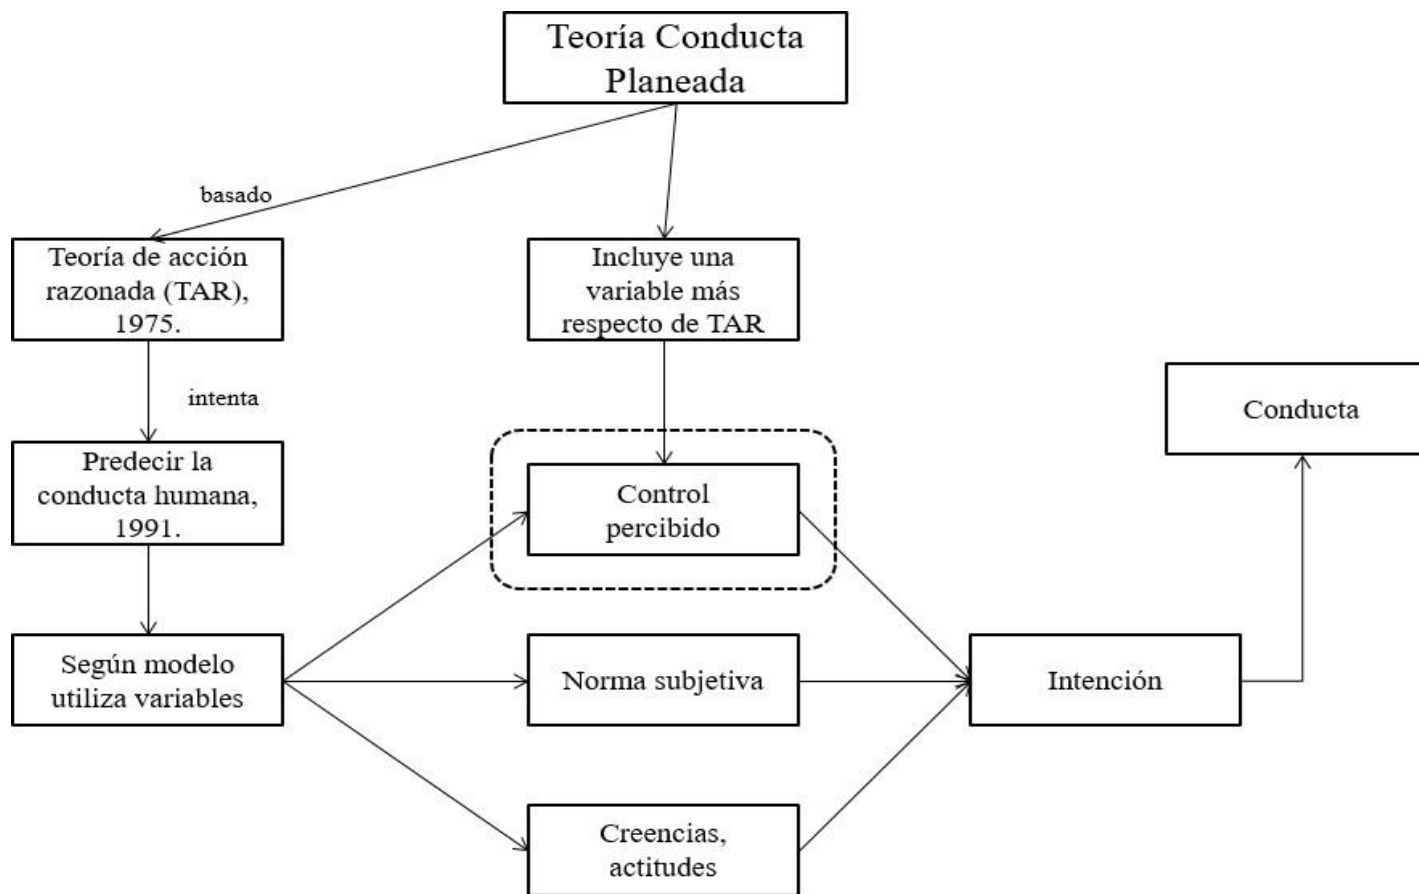 Teoría Conducta
Planeada
basado
Teoría de acción
razonada (TAR),
1975.
Incluye una
variable más
respecto de TAR
intenta
Conducta
Predecir la
conducta humana,
1991.
Control
percibido
Según modelo
utiliza variables
Norma subjetiva
Intención
Creencias,
actitudes